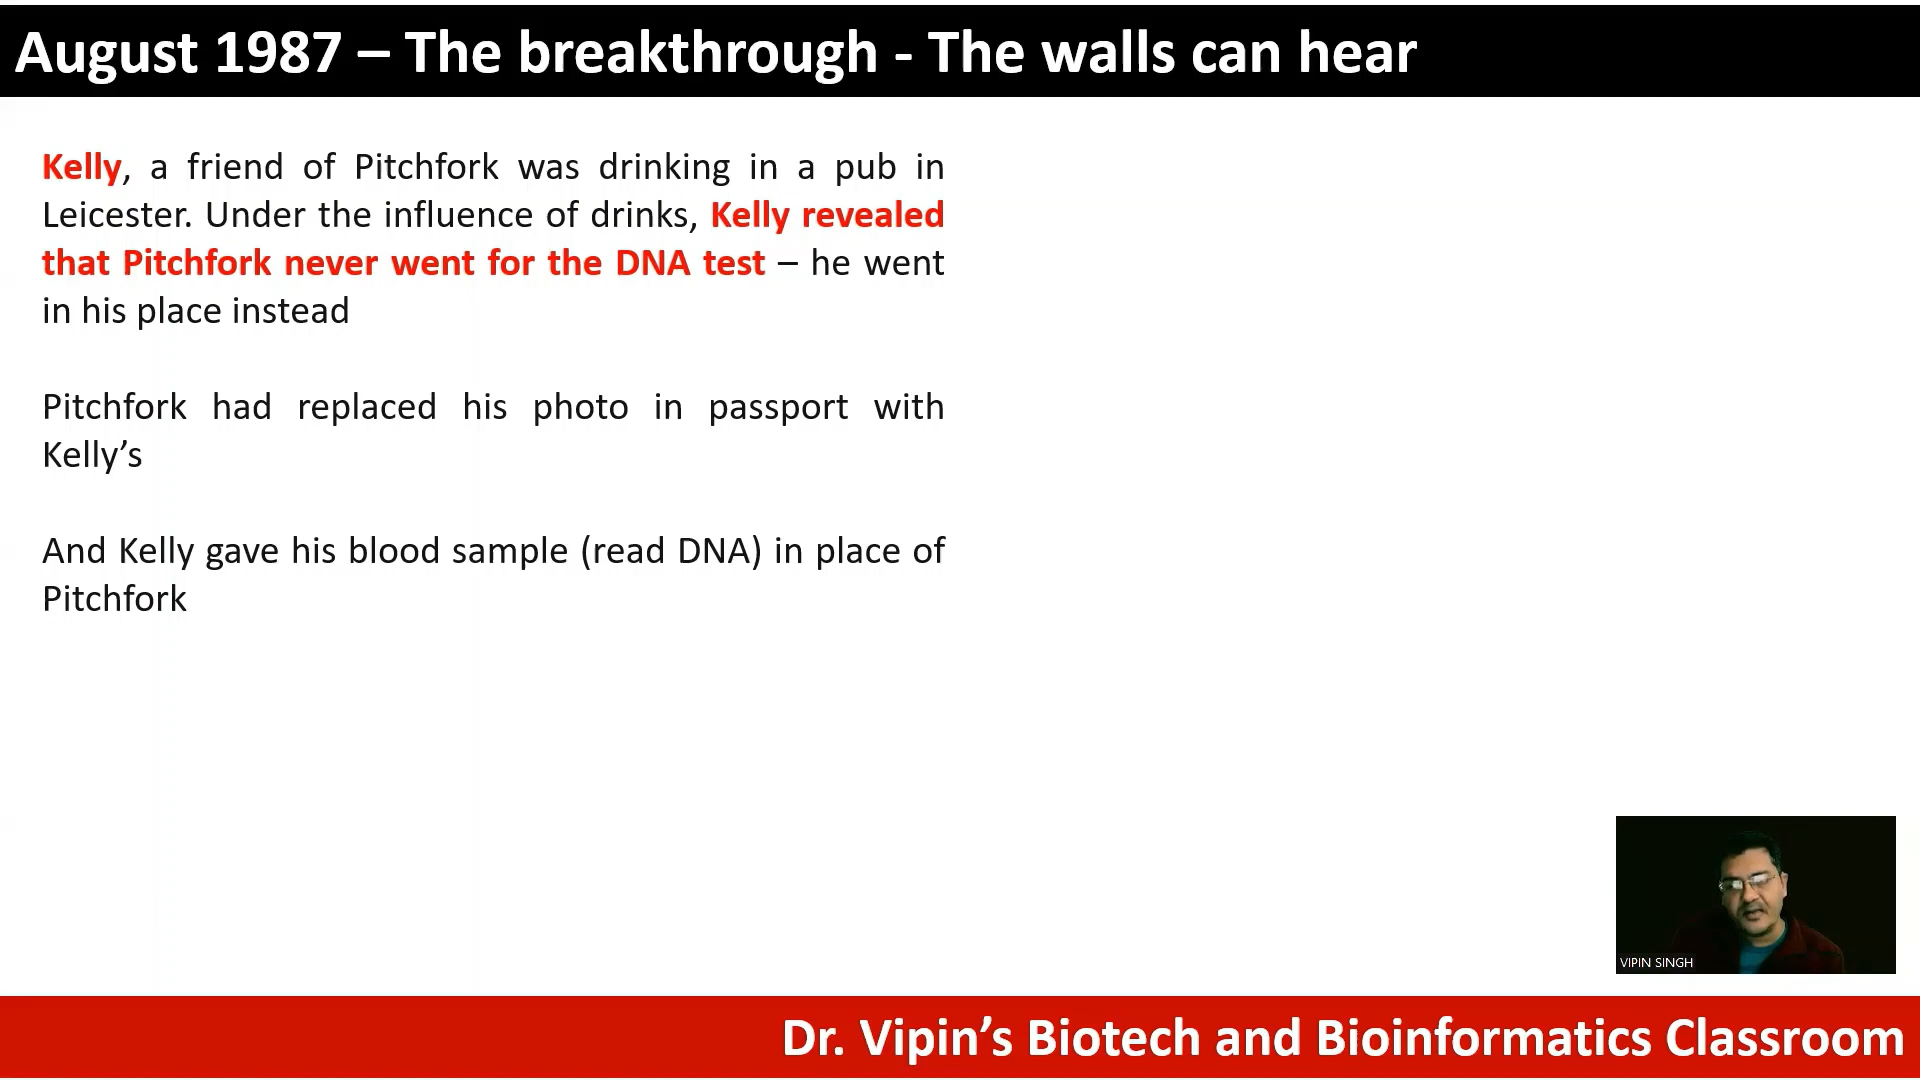 August 1987 – The breakthrough - The walls can hear
Kelly, a friend of Pitchfork was drinking in a pub in
Leicester. Under the influence of drinks, Kelly revealed
that Pitchfork never went for the DNA test – he went
in his place instead
Pitchfork had replaced his photo in passport with
Kelly’s
And Kelly gave his blood sample (read DNA) in place of
Pitchfork
VIPIN SINGH
Dr. Vipin’s Biotech and Bioinformatics Classroom